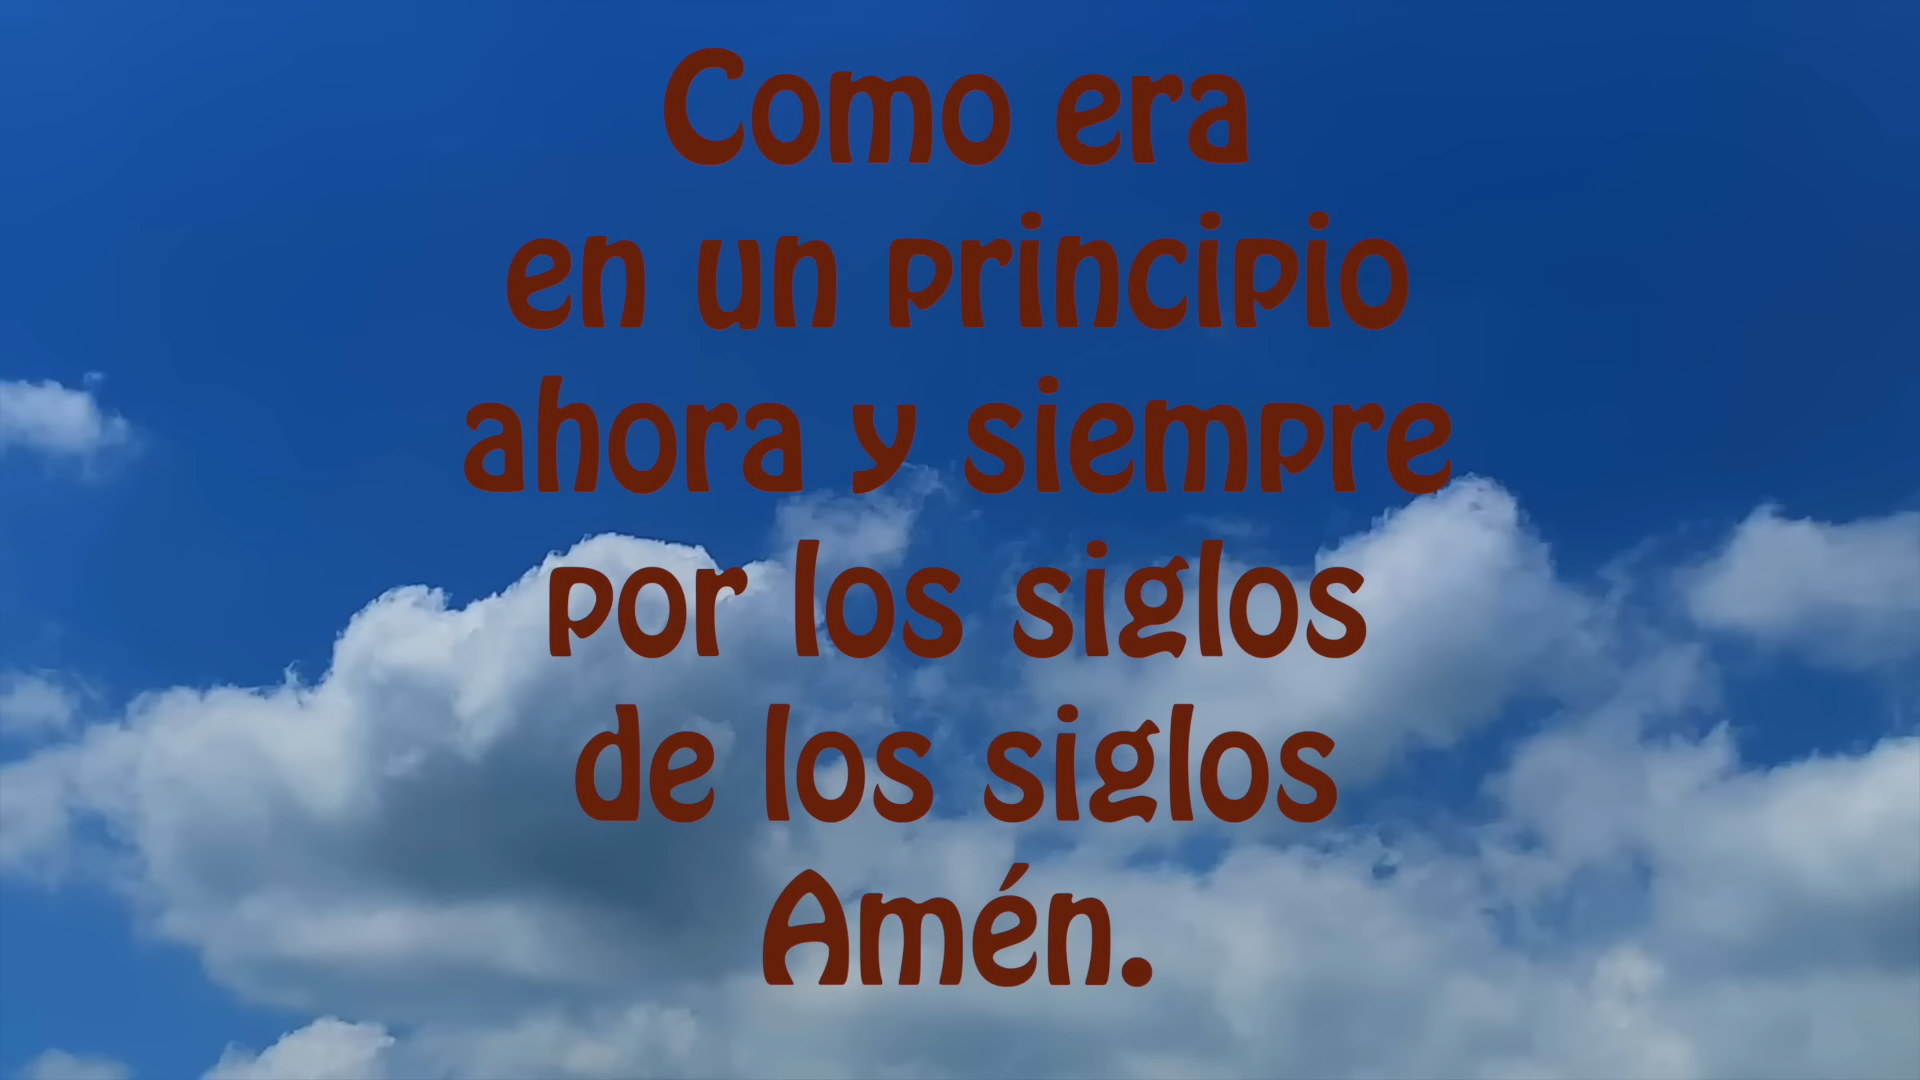 Como era
en un principio
ahora y siempre
por los siglos
de los siglos
Amén.